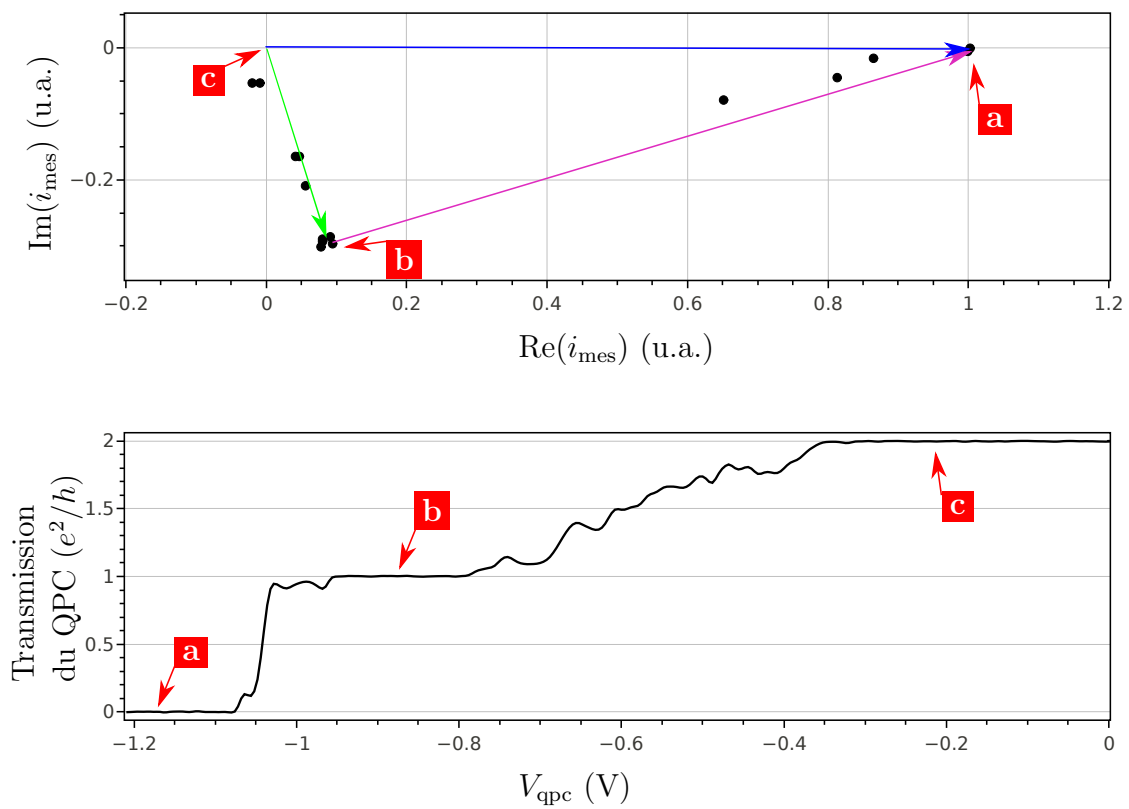 0
−0.2
Im(i_mes) (u.a.)
c
a
b
−0.2 0 0.2 0.4 0.6 0.8 1 1.2
Re(i_mes) (u.a.)
2
1.5
1
0.5
0
Transmission
du QPC (e²/h)
a
b
c
−1.2 −1 −0.8 −0.6 −0.4 −0.2 0
V_qpc (V)